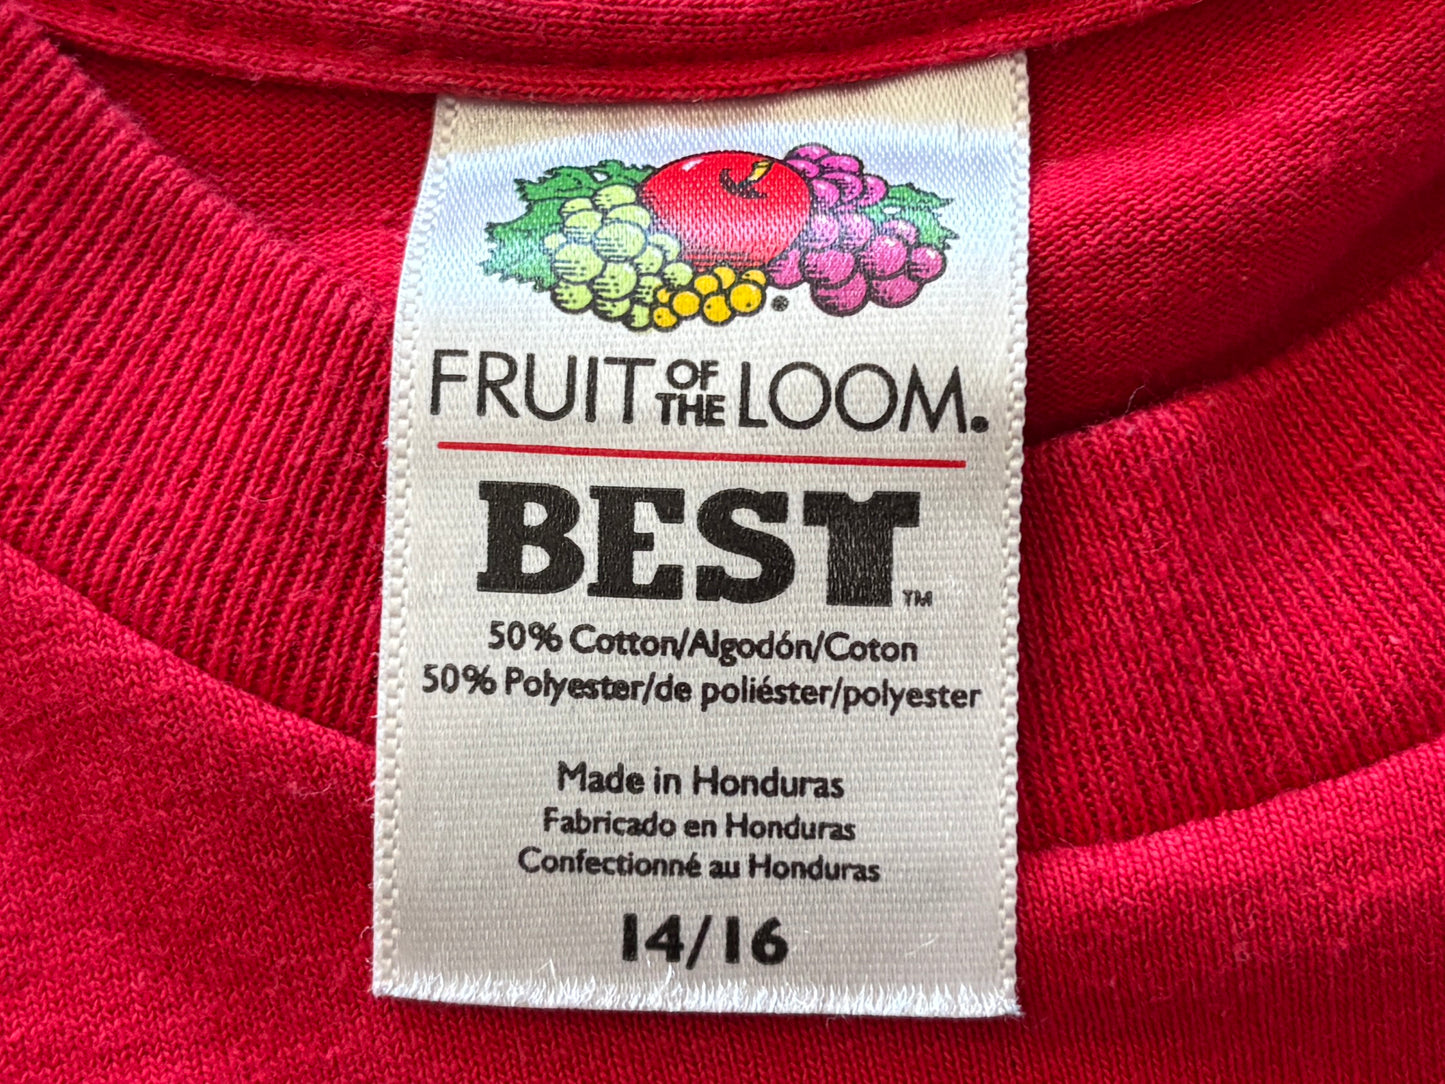 FRUIT OF THE LOOM®
BEST™
50% Cotton/Algodón/Coton
50% Polyester/de poliéster/polyester
Made in Honduras
Fabricado en Honduras
Confectionné au Honduras
14/16